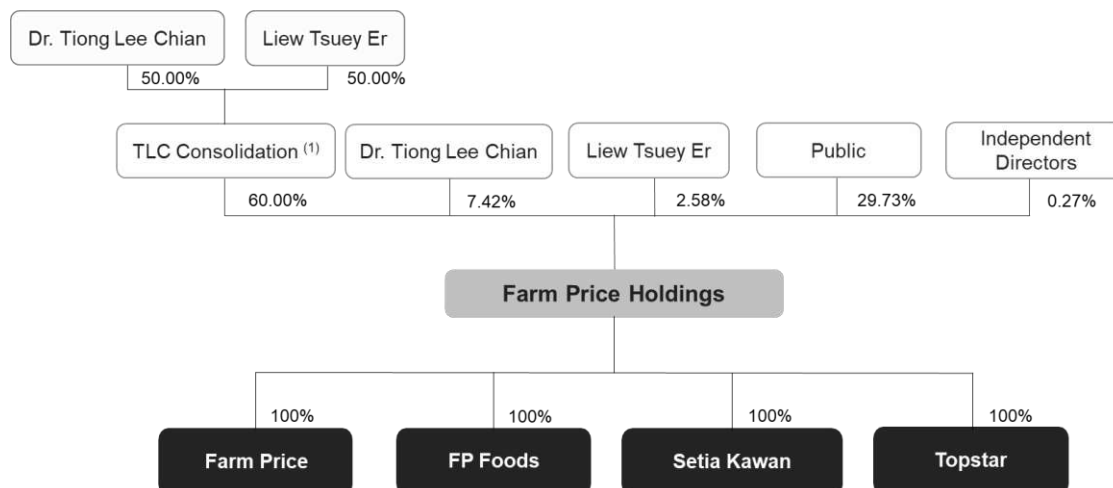 Dr. Tiong Lee Chian
Liew Tsuey Er
50.00%
50.00%
TLC Consolidation (1)
Dr. Tiong Lee Chian
Liew Tsuey Er
Public
Independent
Directors
60.00%
7.42%
2.58%
29.73%
0.27%
Farm Price Holdings
100%
100%
100%
100%
Farm Price
FP Foods
Setia Kawan
Topstar